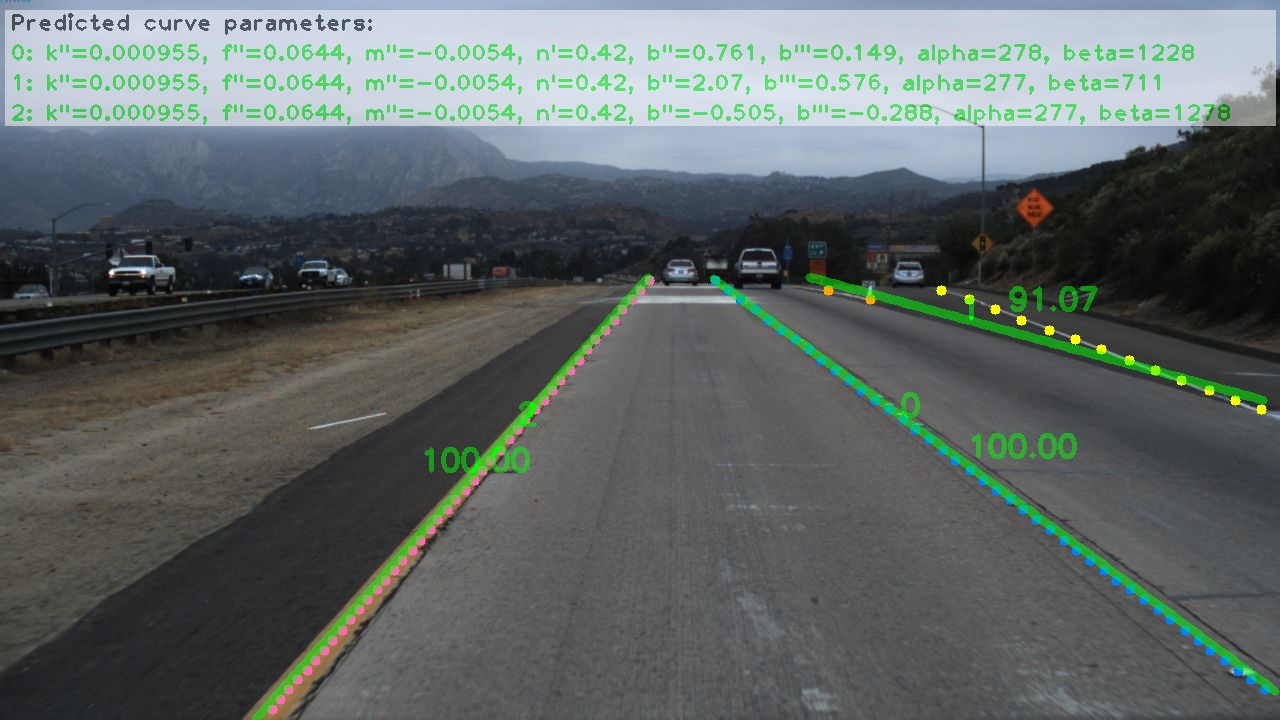 Predicted curve parameters:
0: k''=0.000955, f''=0.0644, m''=−0.0054, n'=0.42, b''=0.761, b'''=0.149, alpha=278, beta=1228
1: k''=0.000955, f''=0.0644, m''=−0.0054, n'=0.42, b''=2.07, b'''=0.576, alpha=277, beta=711
2: k''=0.000955, f''=0.0644, m''=−0.0054, n'=0.42, b''=−0.505, b'''=−0.288, alpha=277, beta=1278
EXIT
91.07
1
0
2
100.00
100.00